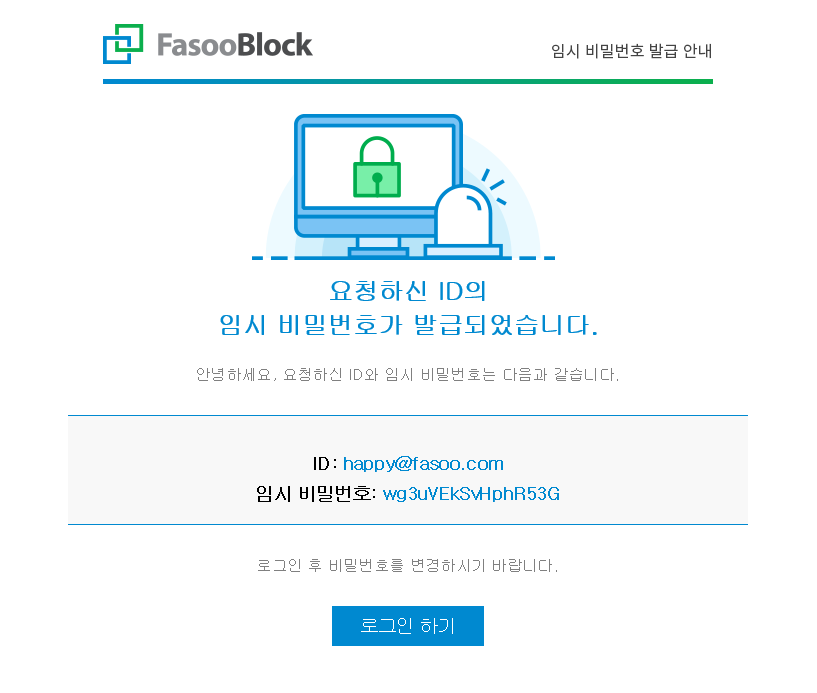 FasooBlock
임시 비밀번호 발급 안내
요청하신 ID의
임시 비밀번호가 발급되었습니다.
안녕하세요, 요청하신 ID와 임시 비밀번호는 다음과 같습니다.
ID : happy@fasoo.com
임시 비밀번호: wg3uVEkSvHphR53G
로그인 후 비밀번호를 변경하시기 바랍니다.
로그인 하기